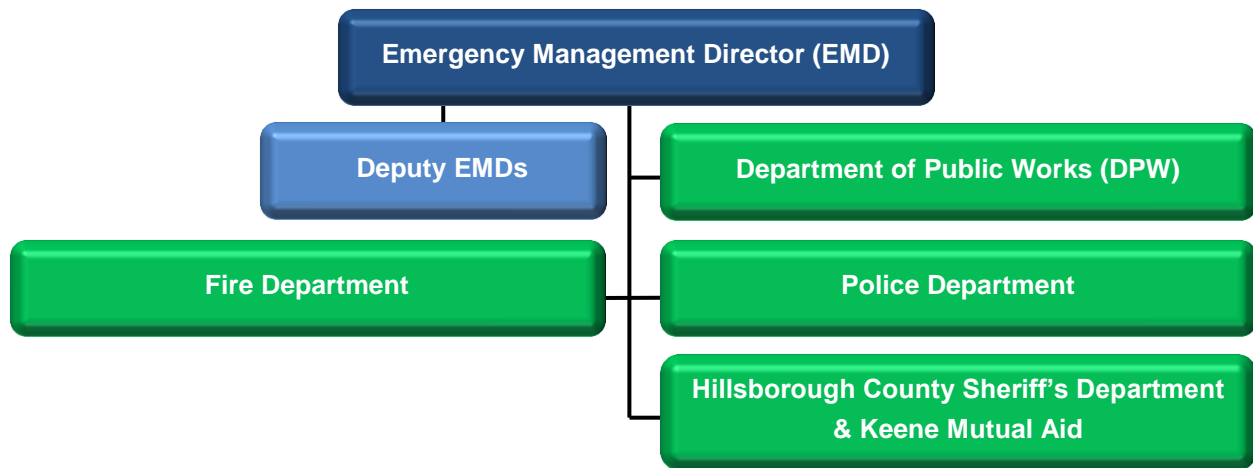 Emergency Management Director (EMD)
Deputy EMDs
Department of Public Works (DPW)
Fire Department
Police Department
Hillsborough County Sheriff’s Department
& Keene Mutual Aid